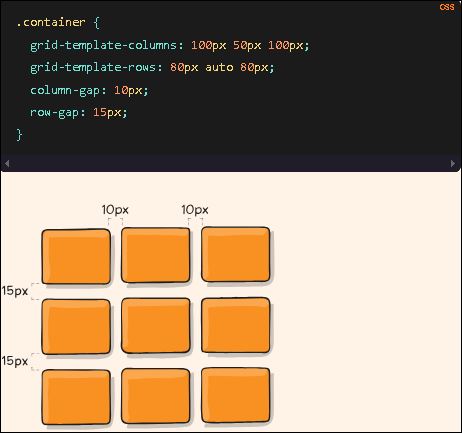 css
.container {
grid-template-columns: 100px 50px 100px;
grid-template-rows: 80px auto 80px;
column-gap: 10px;
row-gap: 15px;
}
10px 10px
15px
15px